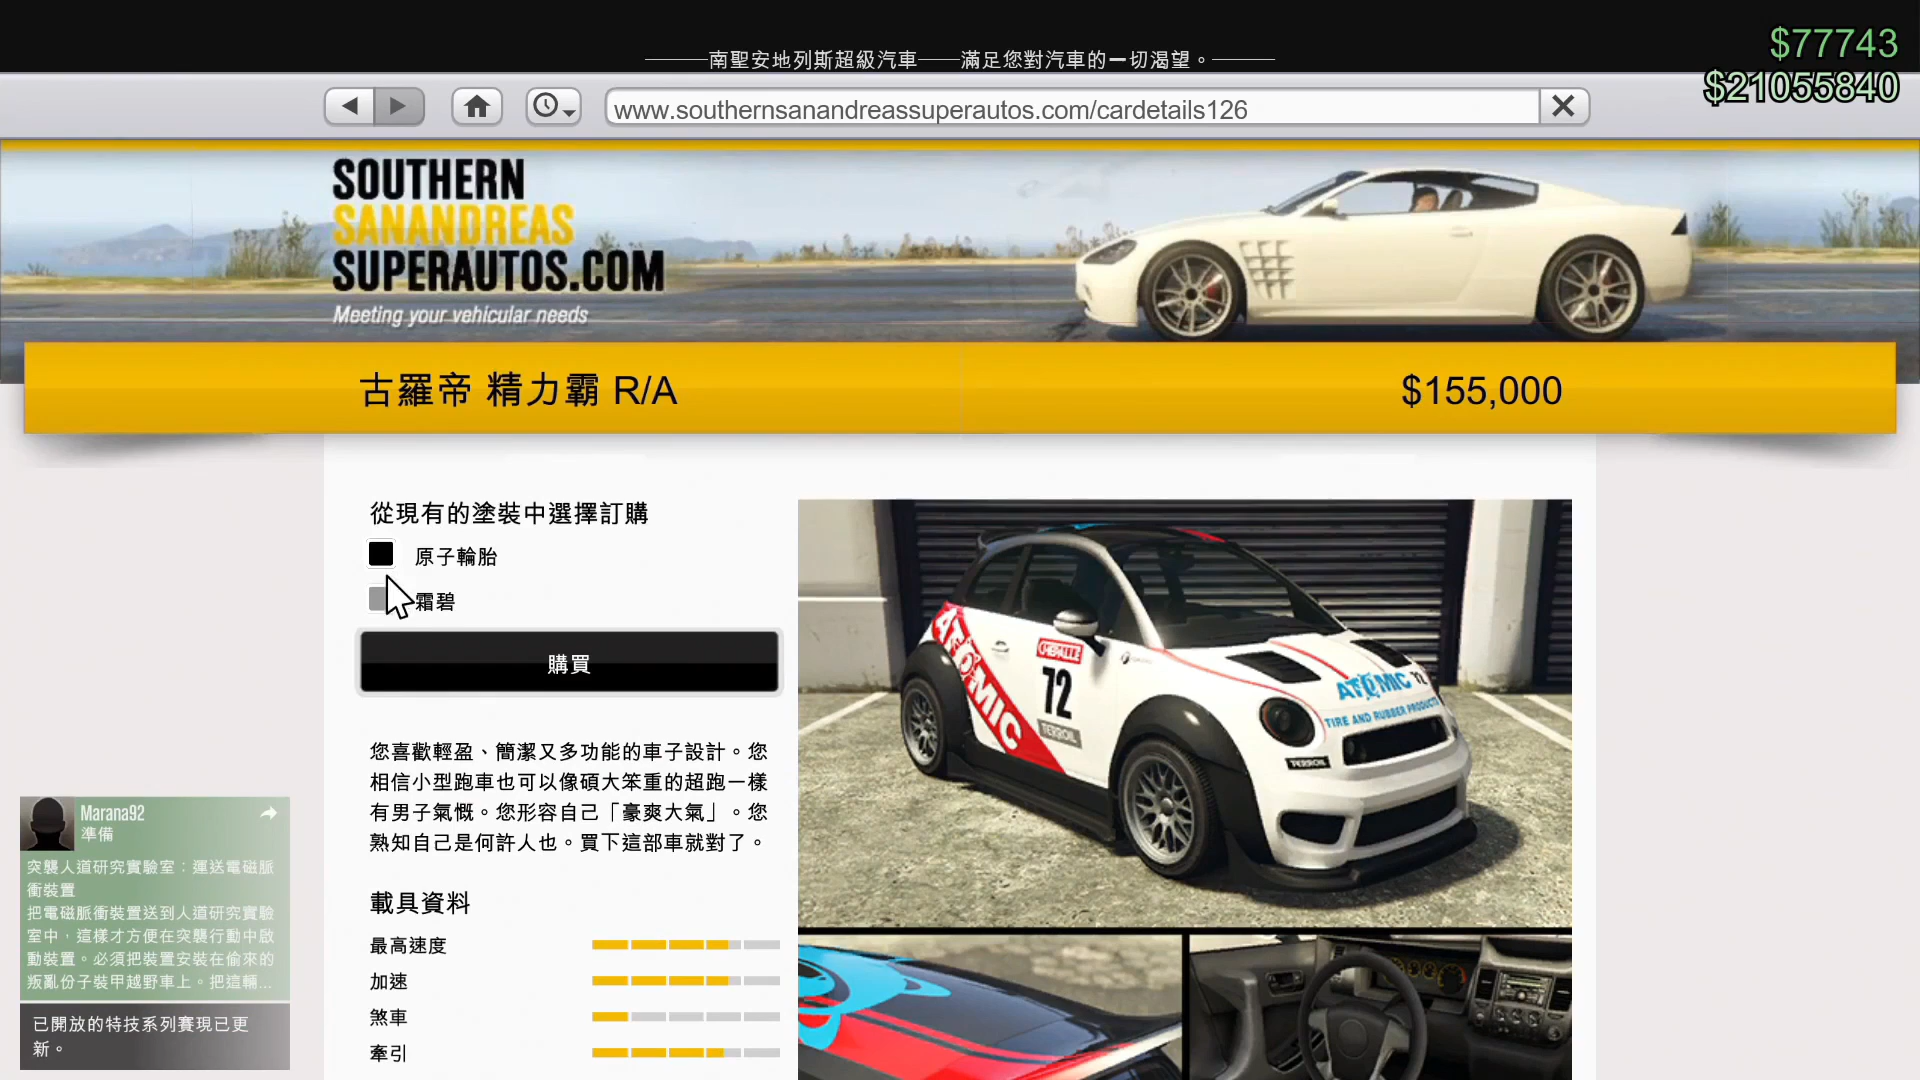 ——南聖安地列斯超級汽車——滿足您對汽車的一切渴望。——
$77743
$21055840
www.southernsanandreassuperautos.com/cardetails126
SOUTHERN
SANANDREAS
SUPERAUTOS.COM
Meeting your vehicular needs
古羅帝 精力霸 R/A
$155,000
從現有的塗裝中選擇訂購
原子輪胎
霜碧
購買
您喜歡輕盈、簡潔又多功能的車子設計。您
相信小型跑車也可以像碩大笨重的超跑一樣
有男子氣慨。您形容自己「豪爽大氣」。您
熟知自己是何許人也。買下這部車就對了。
載具資料
最高速度
加速
煞車
牽引
ATOMIC
72
TERROIL
ATOMIC 72
TIRE AND RUBBER PRODUCTS
TERROIL
Marana92
準備
突襲人道研究實驗室：運送電磁脈
衝裝置
把電磁脈衝裝置送到人道研究實驗
室中，這樣才方便在突襲行動中啟
動裝置。必須把裝置安裝在偷來的
叛亂份子裝甲越野車上。把這輛...
已開放的特技系列賽現已更
新。